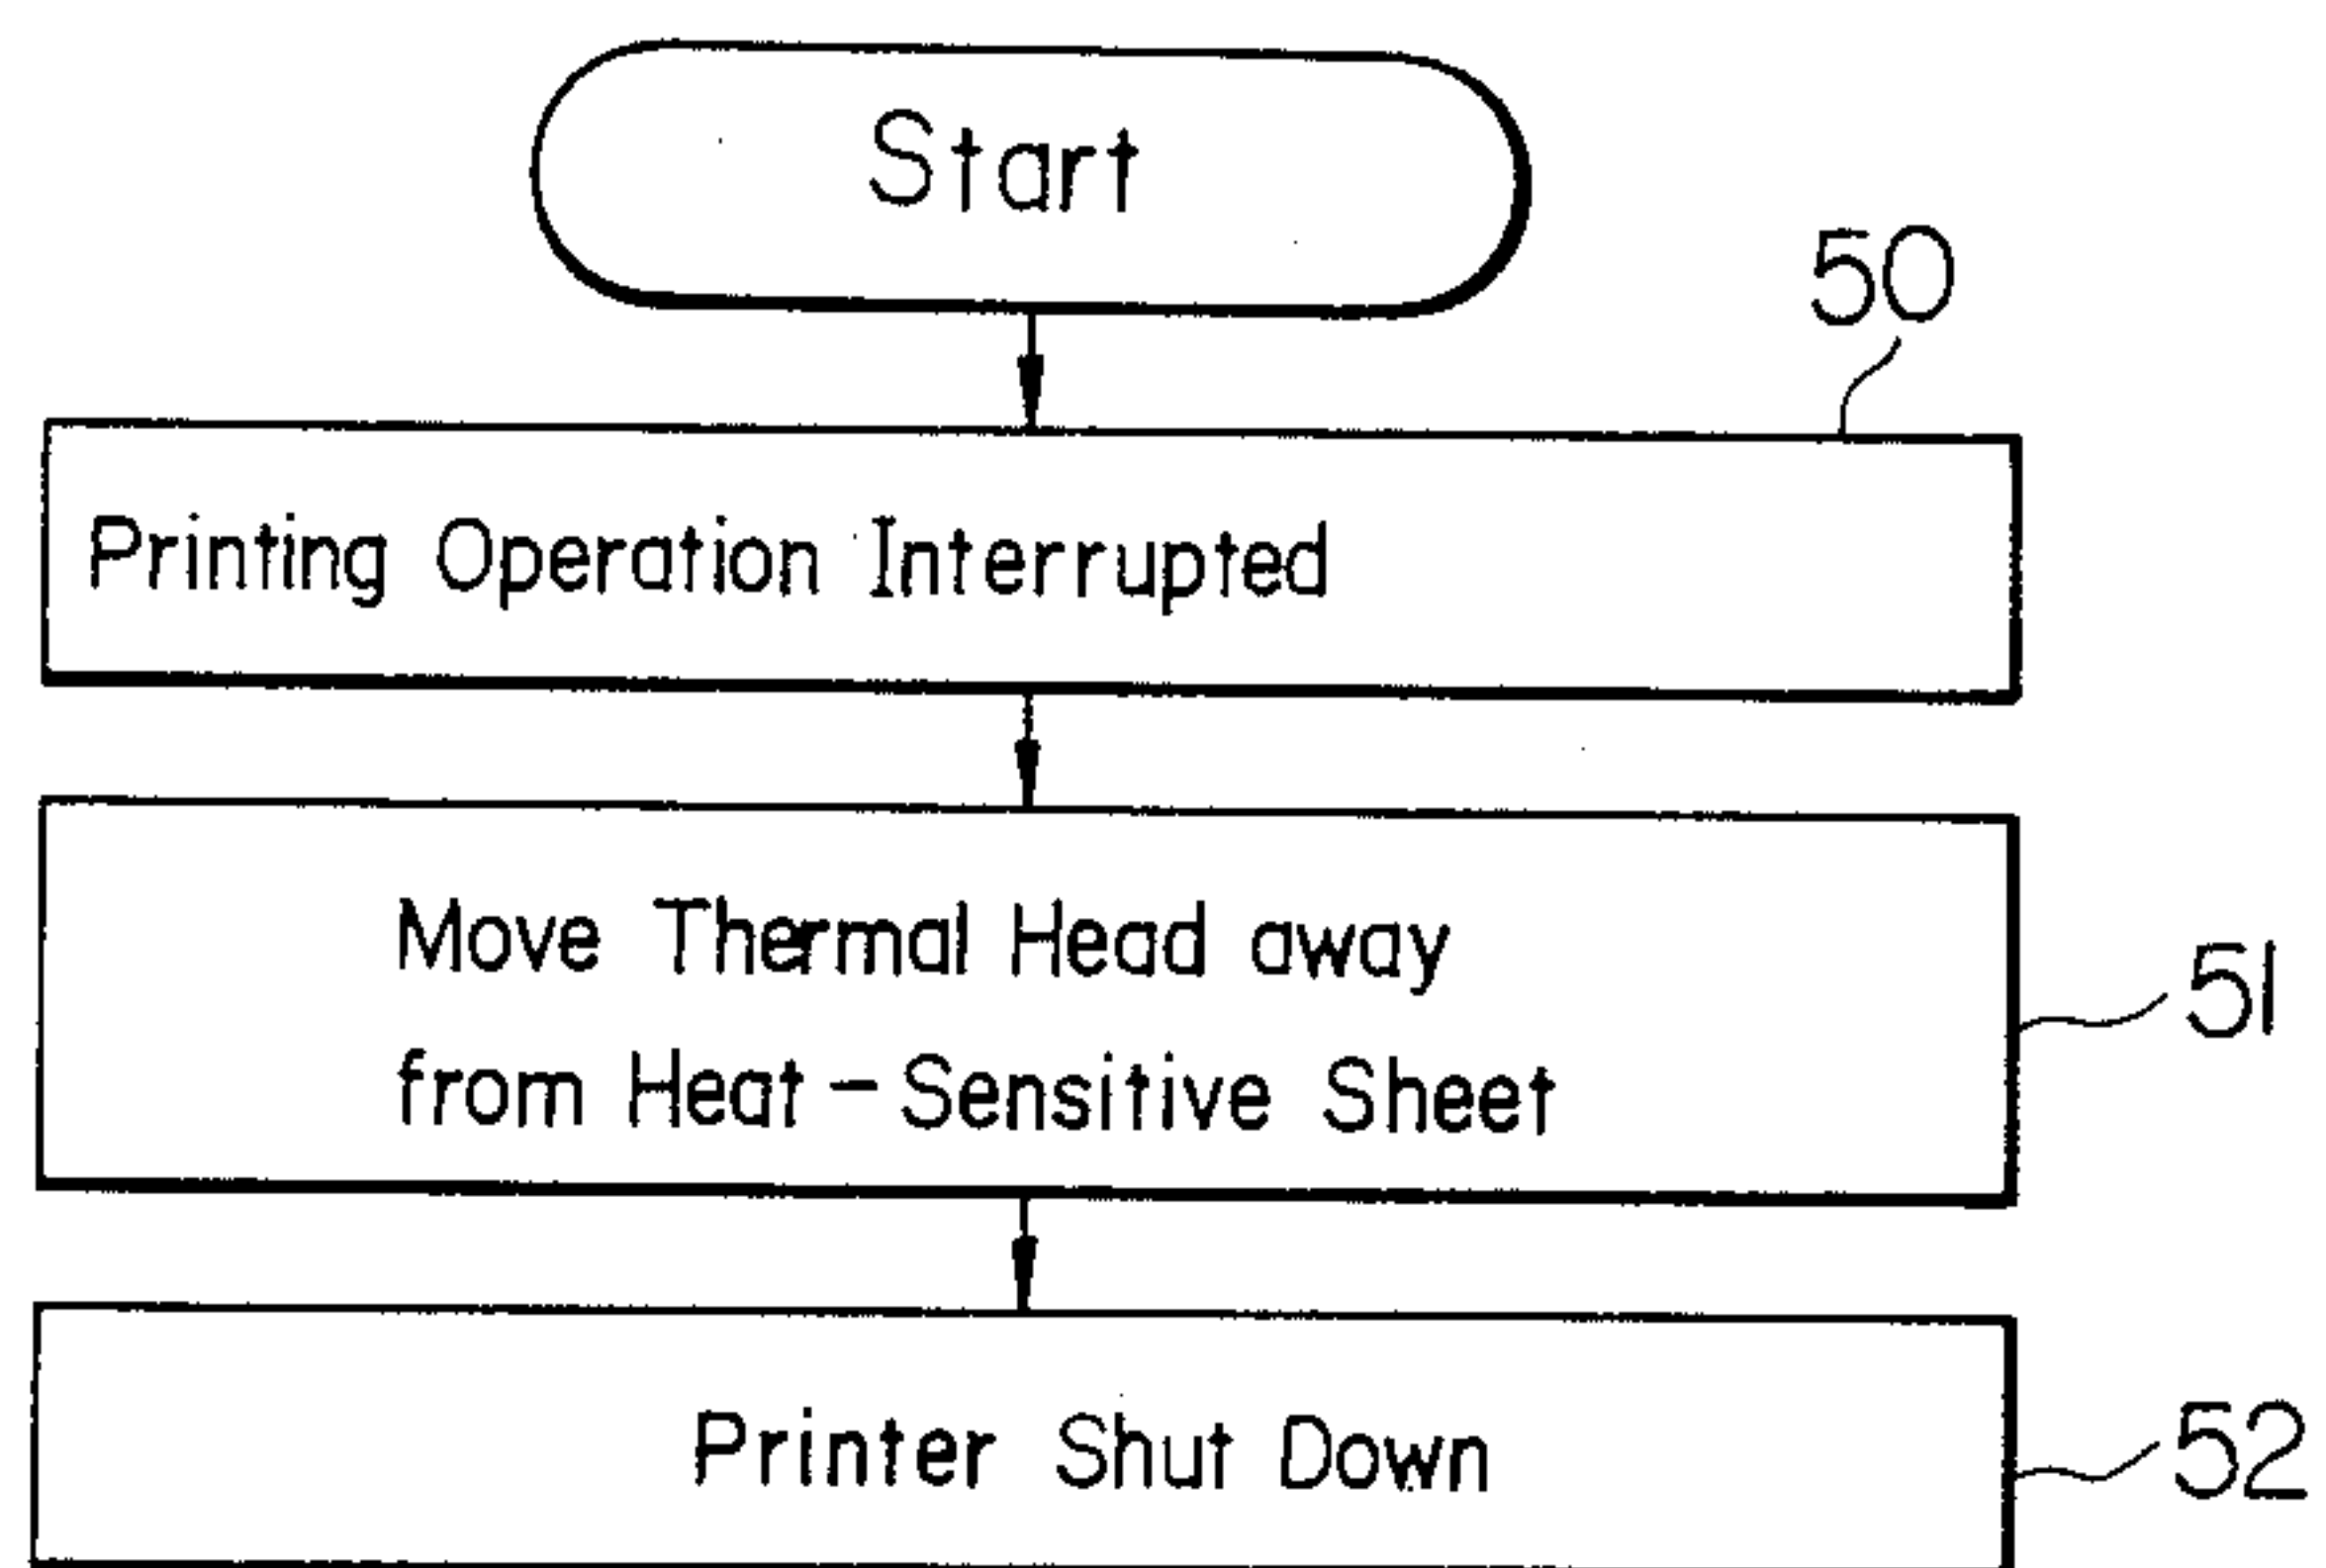 Start
50
Printing Operation Interrupted
Move Thermal Head away
from Heat-Sensitive Sheet
51
Printer Shut Down
52